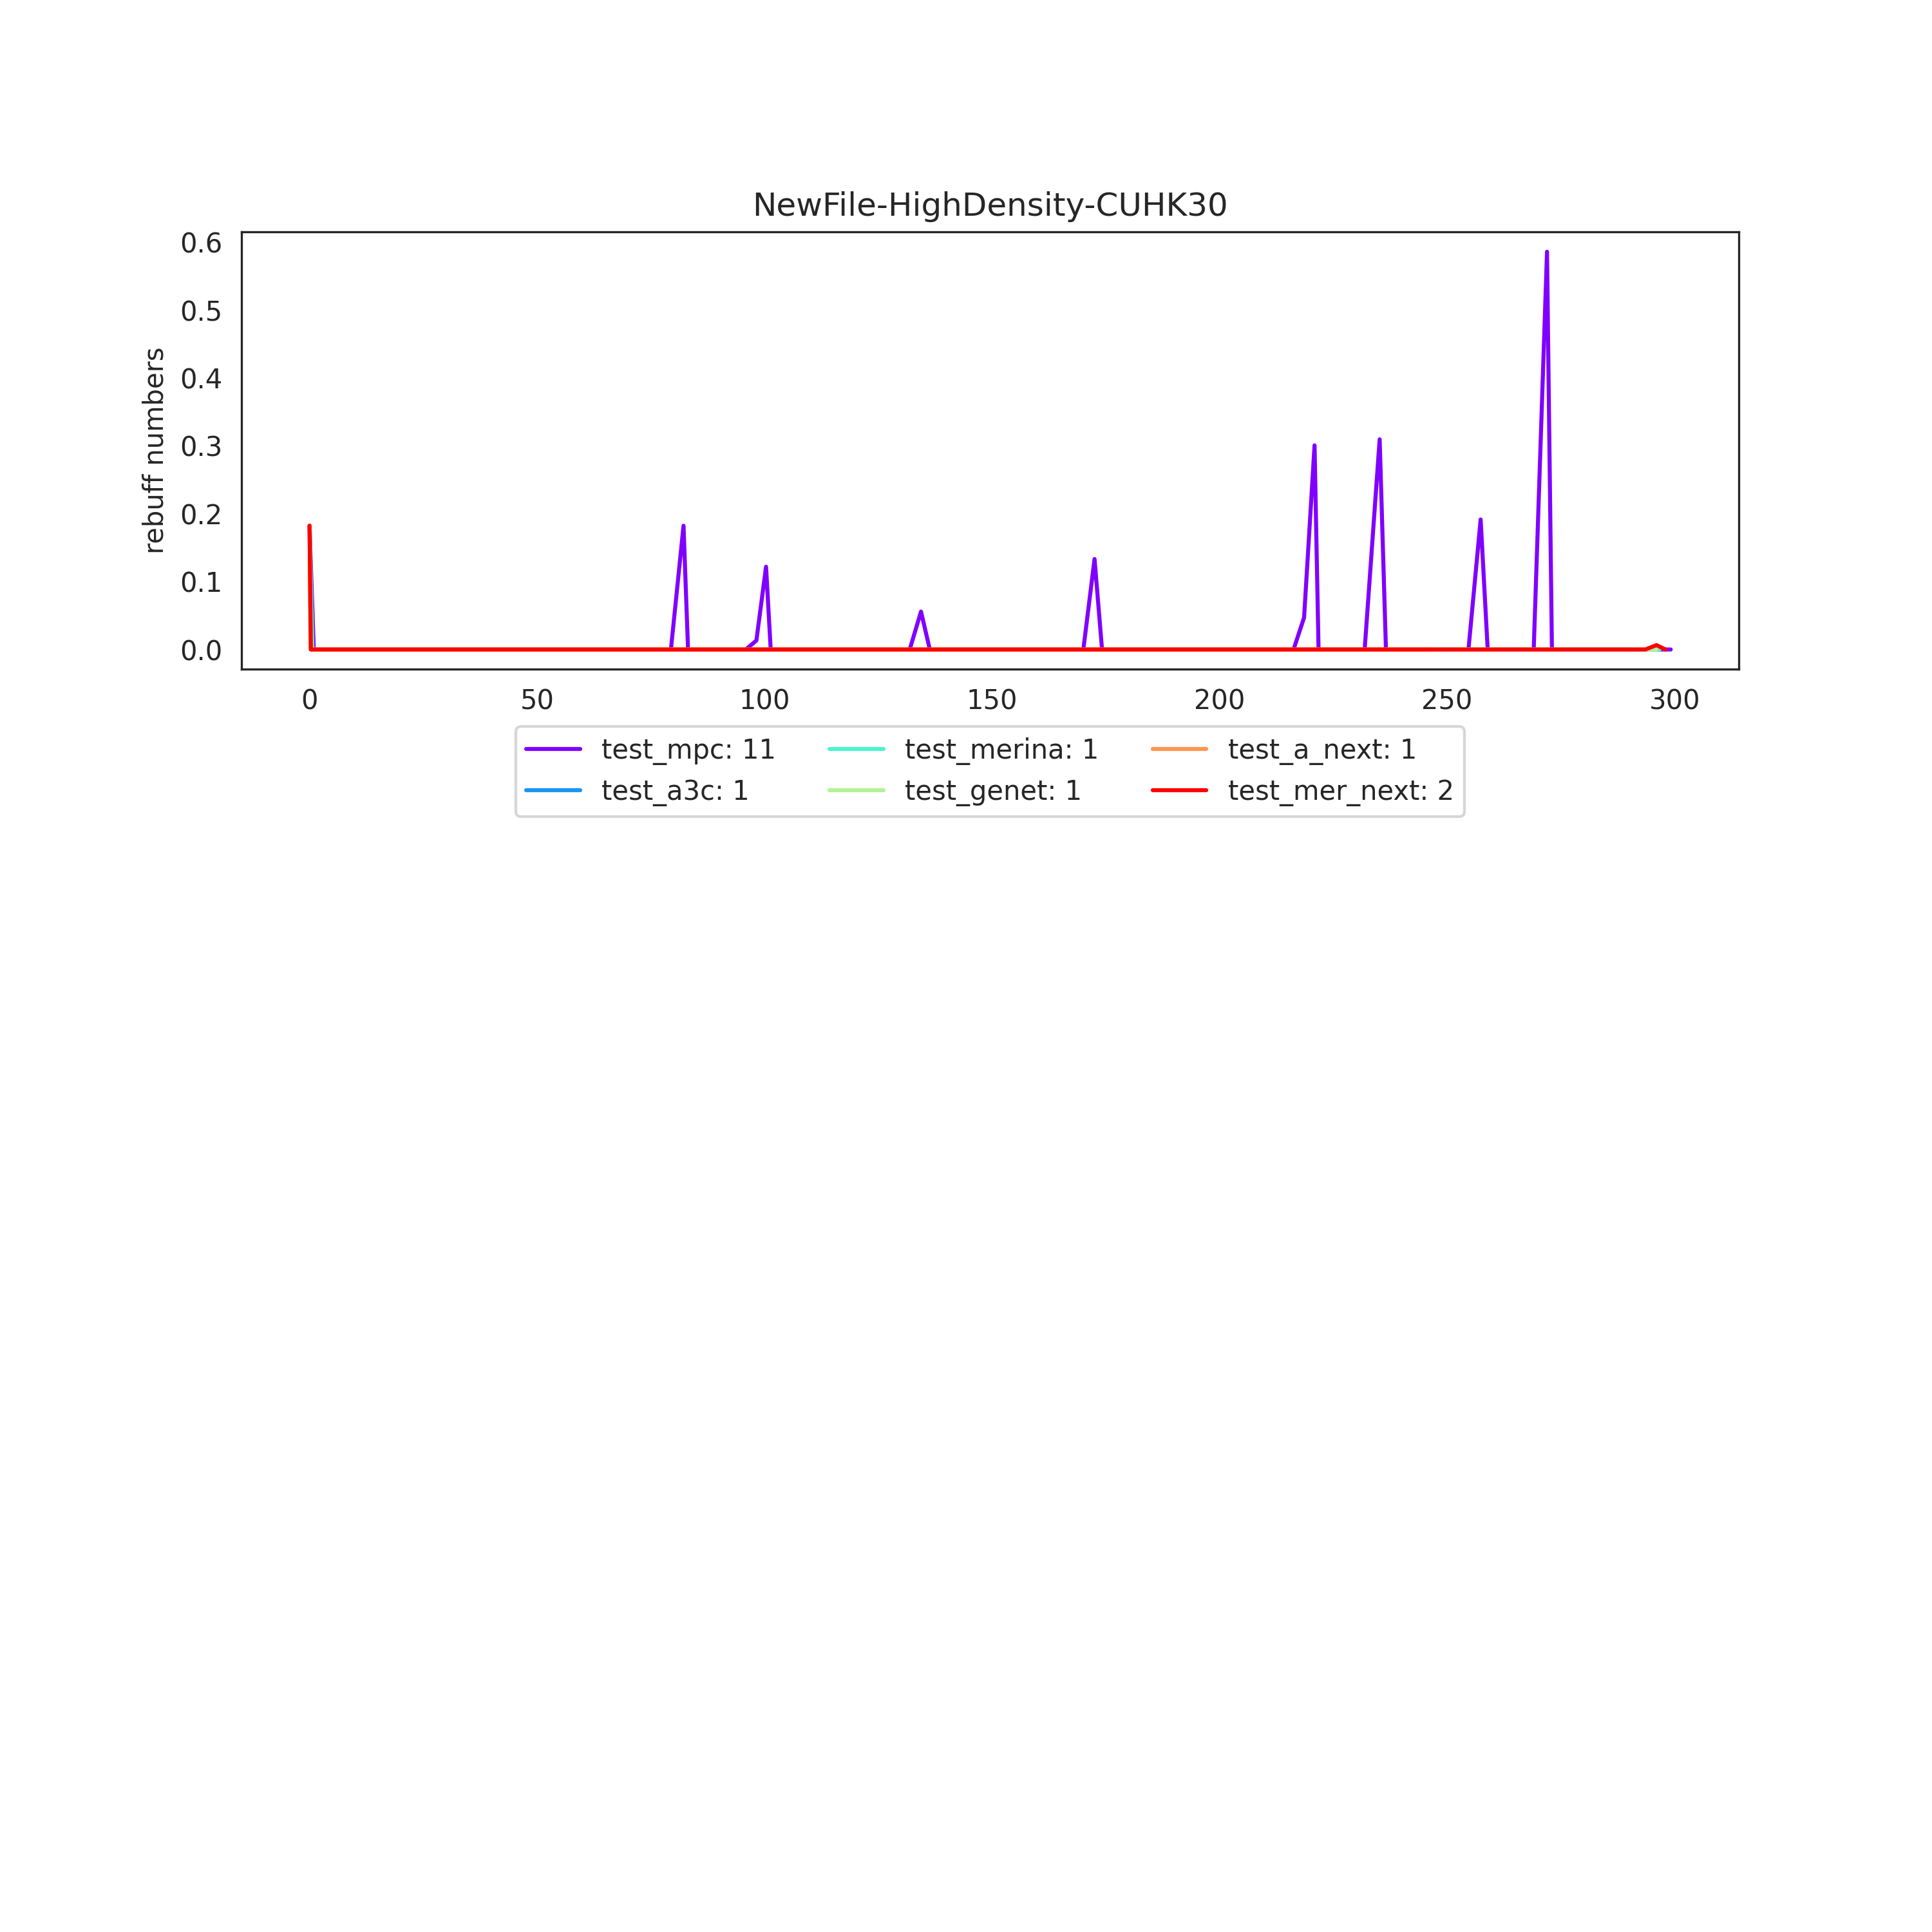 NewFile-HighDensity-CUHK30
rebuff numbers
0.6
0.5
0.4
0.3
0.2
0.1
0.0
0 50 100 150 200 250 300
test_mpc: 11 test_merina: 1 test_a_next: 1
test_a3c: 1 test_genet: 1 test_mer_next: 2